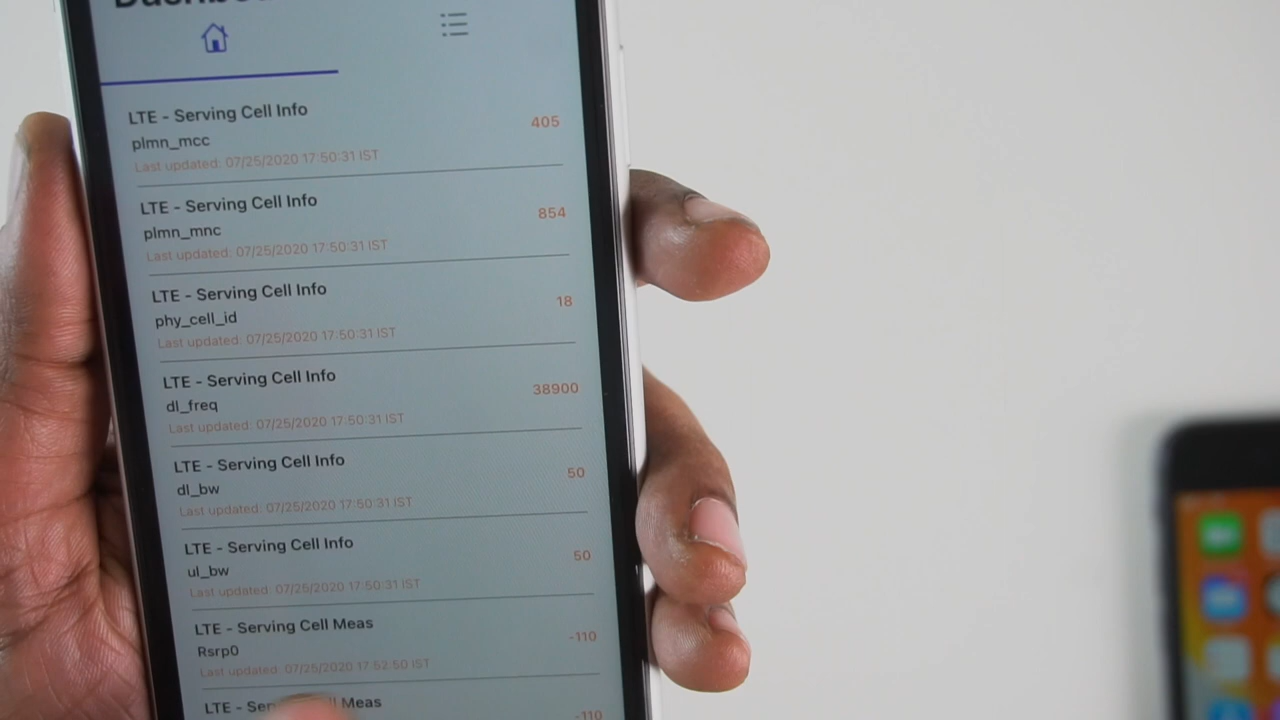 LTE - Serving Cell Info
plmn_mcc
405
Last updated: 07/25/2020 17:50:31 IST
LTE - Serving Cell Info
plmn_mnc
854
Last updated: 07/25/2020 17:50:31 IST
LTE - Serving Cell Info
phy_cell_id
18
Last updated: 07/25/2020 17:50:31 IST
LTE - Serving Cell Info
dl_freq
38900
Last updated: 07/25/2020 17:50:31 IST
LTE - Serving Cell Info
dl_bw
50
Last updated: 07/25/2020 17:50:31 IST
LTE - Serving Cell Info
ul_bw
50
Last updated: 07/25/2020 17:50:31 IST
LTE - Serving Cell Meas
Rsrp0
-110
Last updated: 07/25/2020 17:52:50 IST
LTE - Meas
-110